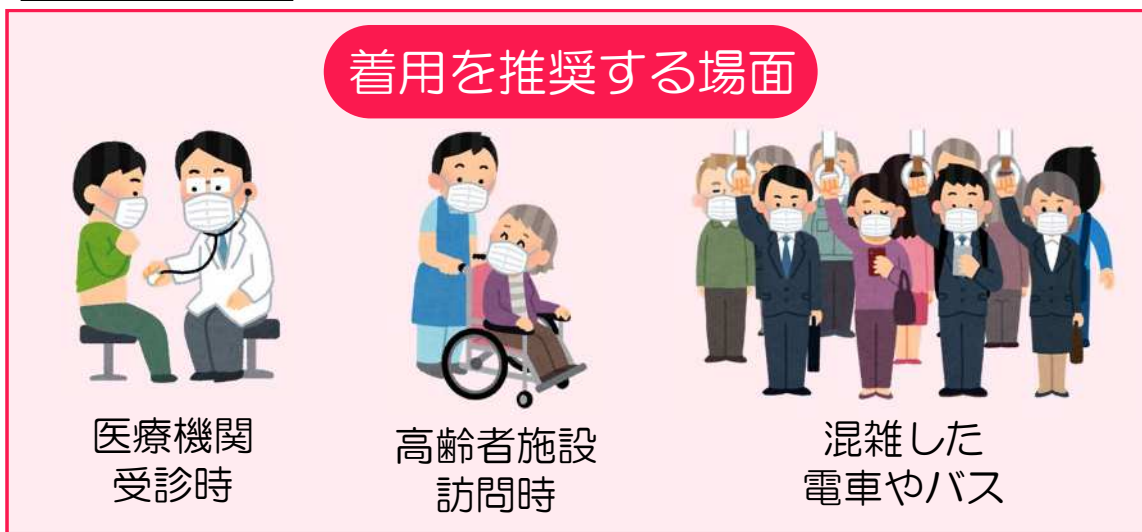 着用を推奨する場面
医療機関
受診時
高齢者施設
訪問時
混雑した
電車やバス